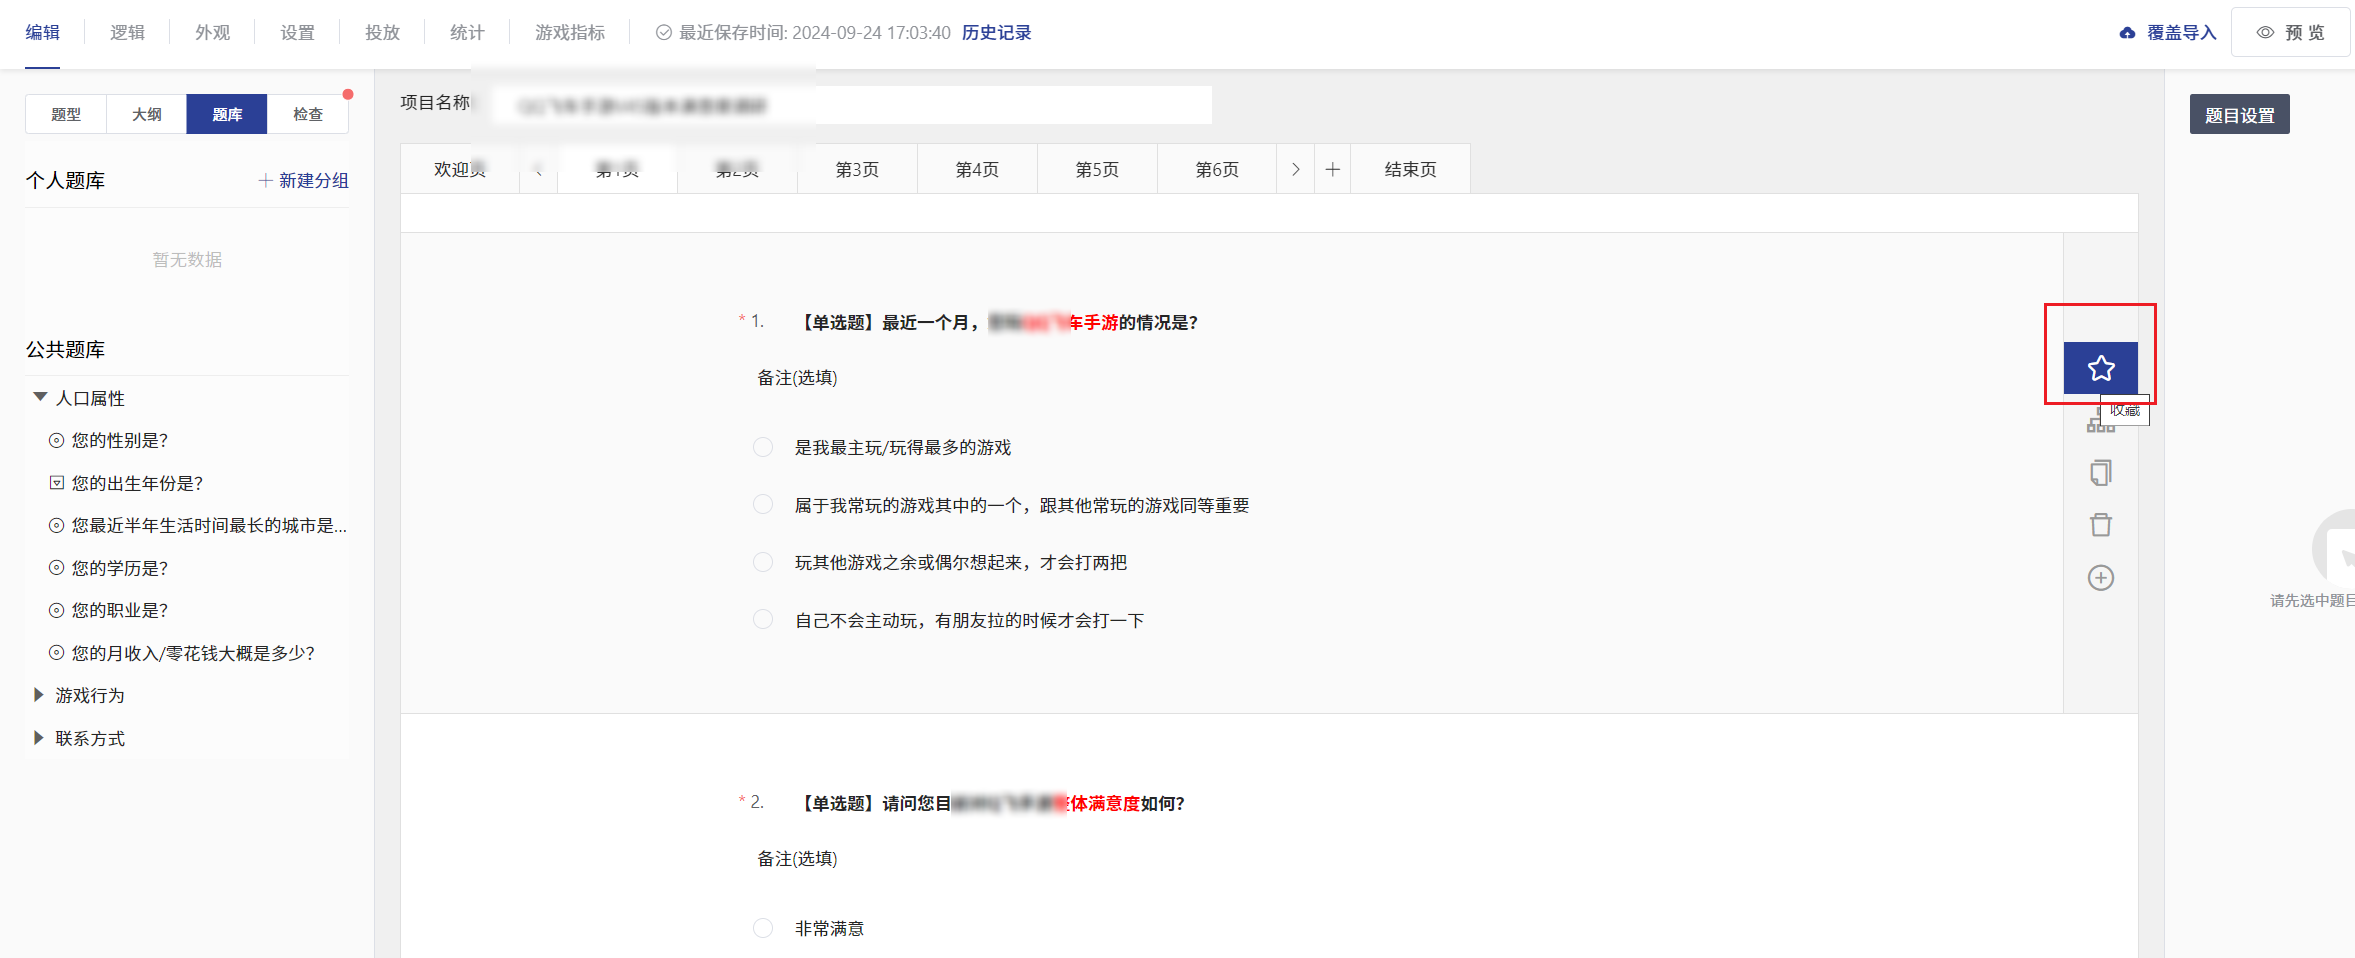 编辑 逻辑 外观 设置 投放 统计 游戏指标 最近保存时间: 2024-09-24 17:03:40 历史记录 覆盖导入 预 览
题型 大纲 题库 检查
项目名称
题目设置
欢迎页 第1页 第2页 第3页 第4页 第5页 第6页 结束页
个人题库 新建分组
暂无数据
公共题库
人口属性
您的性别是?
您的出生年份是?
您最近半年生活时间最长的城市是...
您的学历是?
您的职业是?
您的月收入/零花钱大概是多少?
游戏行为
联系方式
* 1. 【单选题】最近一个月， 车手游的情况是?
备注(选填)
是我最主玩/玩得最多的游戏
属于我常玩的游戏其中的一个，跟其他常玩的游戏同等重要
玩其他游戏之余或偶尔想起来，才会打两把
自己不会主动玩，有朋友拉的时候才会打一下
收藏
请先选中题目
* 2. 【单选题】请问您目 体满意度如何?
备注(选填)
非常满意